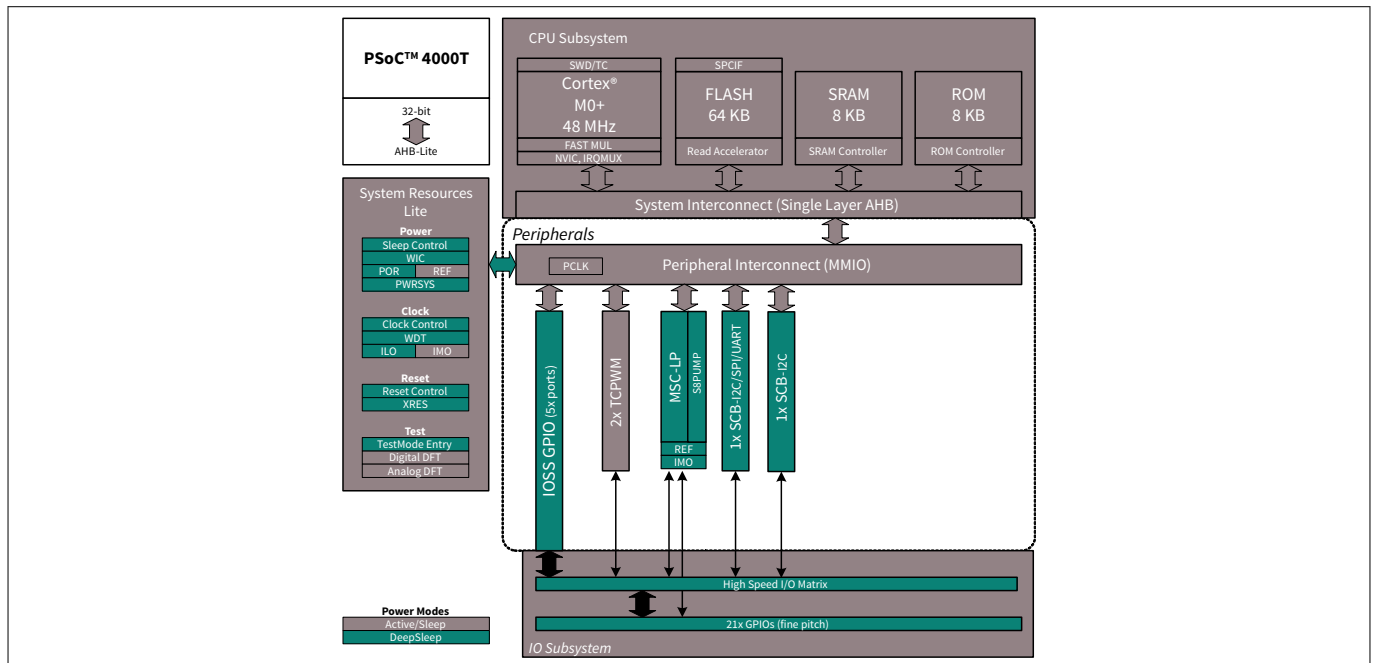 PSoC™ 4000T
32-bit
AHB-Lite
CPU Subsystem
SWD/TC
Cortex®
M0+
48 MHz
FAST MUL
NVIC, IRQMUX
SPCIF
FLASH
64 KB
Read Accelerator
SRAM
8 KB
SRAM Controller
ROM
8 KB
ROM Controller
System Interconnect (Single Layer AHB)
System Resources
Lite
Power
Sleep Control
WIC
POR REF
PWRSYS
Clock
Clock Control
WDT
ILO IMO
Reset
Reset Control
XRES
Test
TestMode Entry
Digital DFT
Analog DFT
Peripherals
PCLK
Peripheral Interconnect (MMIO)
IOSS GPIO (5x ports)
2x TCPWM
MSC-LP
S8PUMP
REF
IMO
1x SCB-I2C/SPI/UART
1x SCB-I2C
High Speed I/O Matrix
21x GPIOs (fine pitch)
IO Subsystem
Power Modes
Active/Sleep
DeepSleep